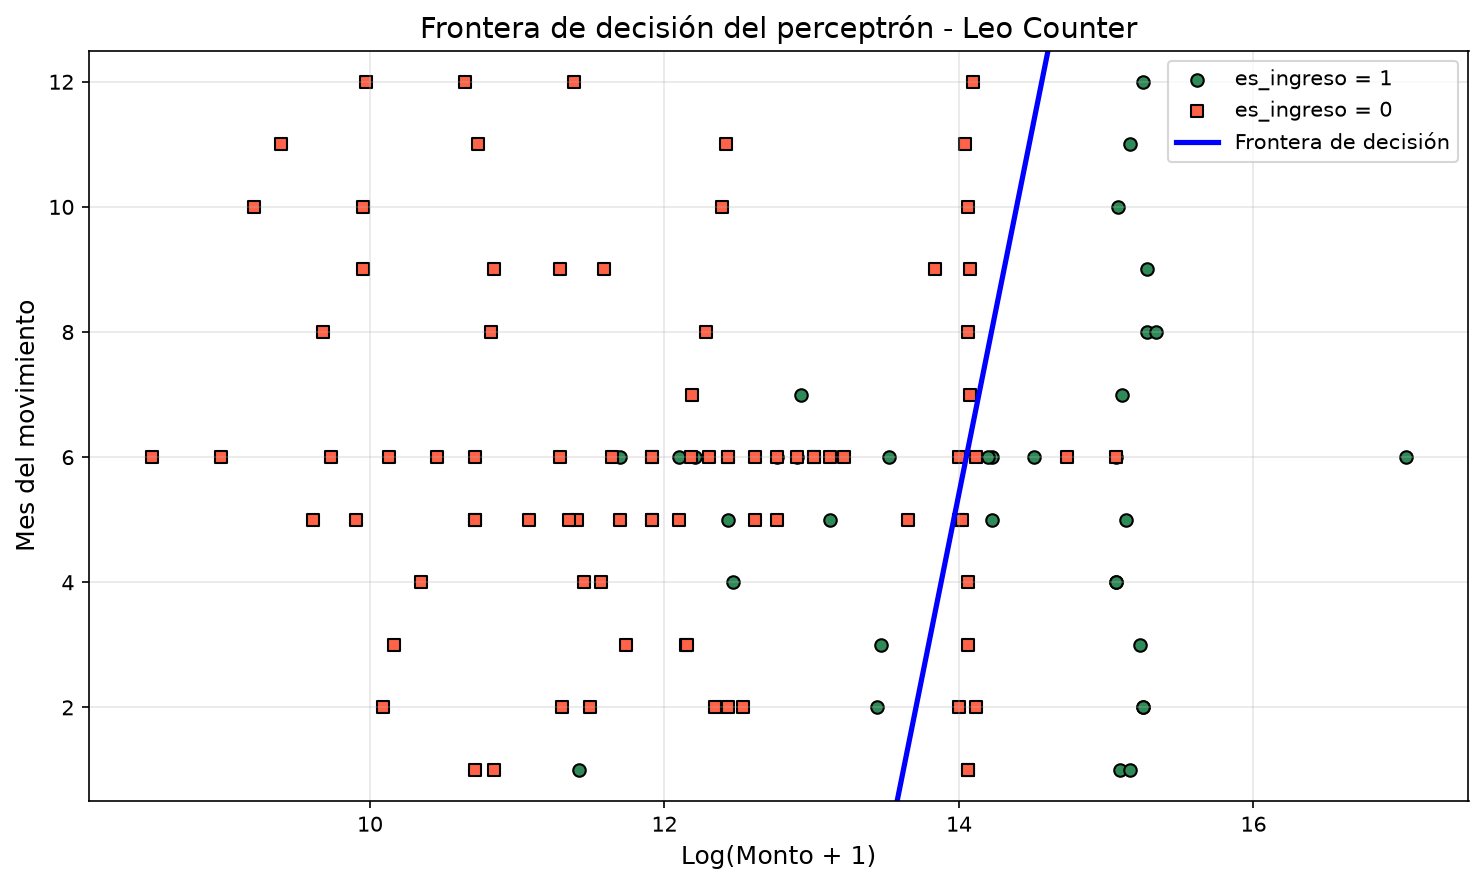 Frontera de decisión del perceptrón - Leo Counter
es_ingreso = 1
es_ingreso = 0
Frontera de decisión
Mes del movimiento
12
10
8
6
4
2
10
12
14
16
Log(Monto + 1)